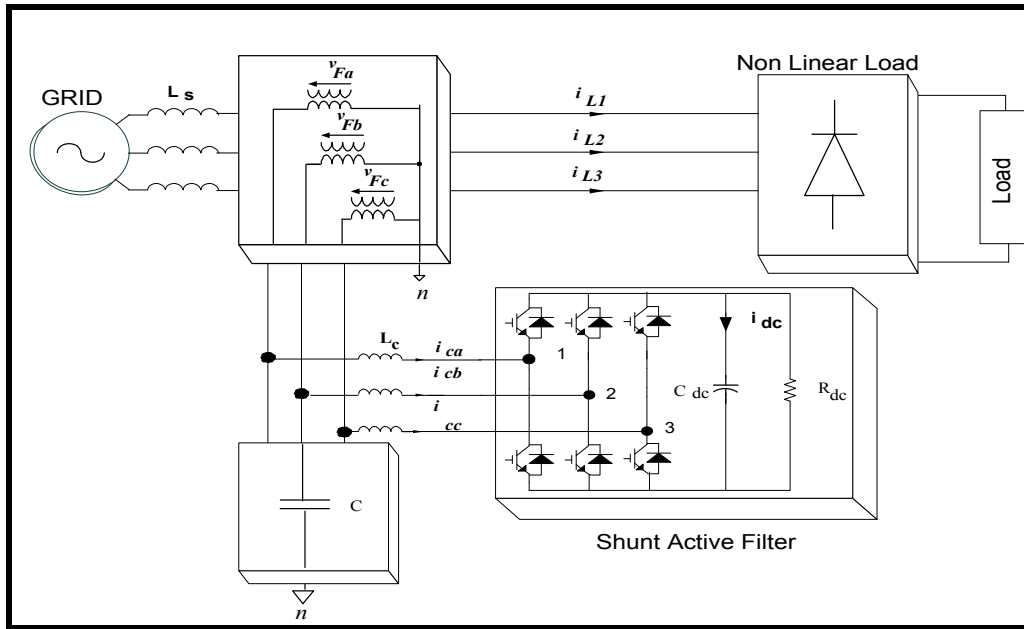 GRID
L s
v Fa
v Fb
v Fc
n
i L1
i L2
i L3
Non Linear Load
Load
L c
i ca
i cb
i cc
1
2
3
i dc
C dc
R dc
Shunt Active Filter
C
n